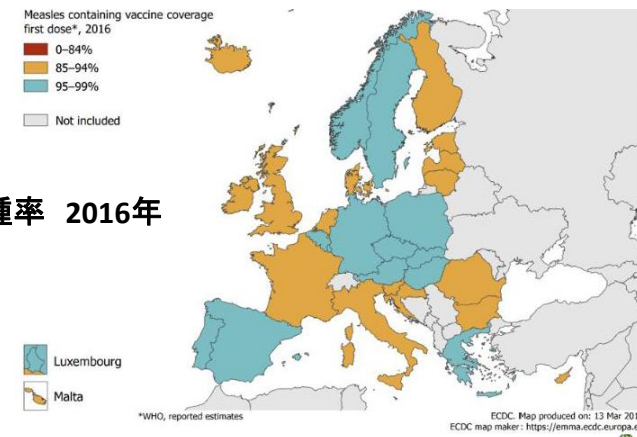 Measles containing vaccine coverage
first dose*, 2016
0–84%
85–94%
95–99%
Not included
種率 2016年
Luxembourg
Malta
*WHO, reported estimates
ECDC. Map produced on: 13 Mar 201
ECDC map maker: https://emma.ecdc.europa.e